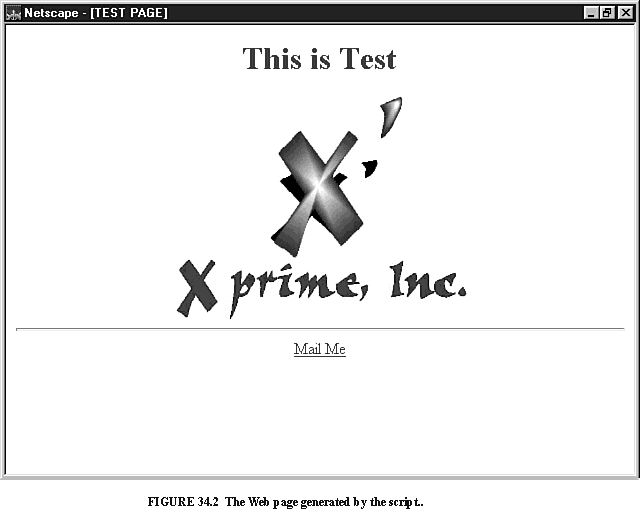 Netscape - [TEST PAGE]
This is Test
X'
X prime, Inc.
Mail Me
FIGURE 34.2 The Web page generated by the script..